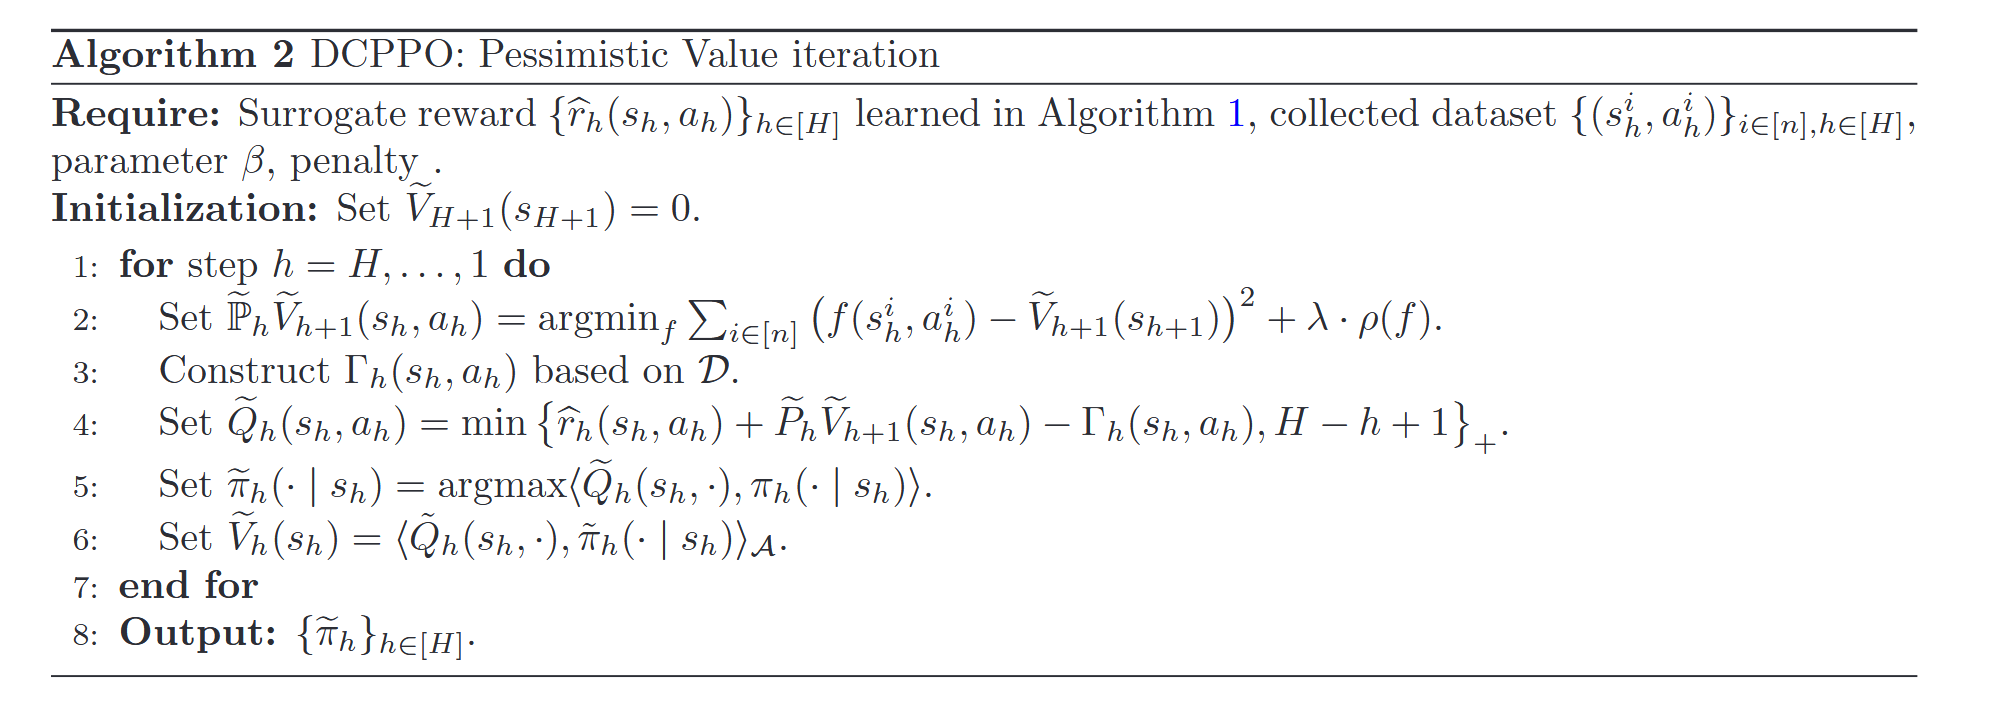 Algorithm 2 DCPPO: Pessimistic Value iteration
Require: Surrogate reward {r̂_h(s_h, a_h)}_{h∈[H]} learned in Algorithm 1, collected dataset {(s_h^i, a_h^i)}_{i∈[n],h∈[H]},
parameter β, penalty .
Initialization: Set Ṽ_{H+1}(s_{H+1}) = 0.
1: for step h = H, . . . , 1 do
2: Set ℙ̃_hṼ_{h+1}(s_h, a_h) = argmin_f ∑_{i∈[n]} (f(s_h^i, a_h^i) − Ṽ_{h+1}(s_{h+1}))^2 + λ · ρ(f).
3: Construct Γ_h(s_h, a_h) based on 𝒟.
4: Set Q̃_h(s_h, a_h) = min {r̂_h(s_h, a_h) + P̃_hṼ_{h+1}(s_h, a_h) − Γ_h(s_h, a_h), H − h + 1}_+.
5: Set π̃_h(· | s_h) = argmax⟨Q̃_h(s_h, ·), π_h(· | s_h)⟩.
6: Set Ṽ_h(s_h) = ⟨Q̃_h(s_h, ·), π̃_h(· | s_h)⟩_𝒜.
7: end for
8: Output: {π̃_h}_{h∈[H]}.